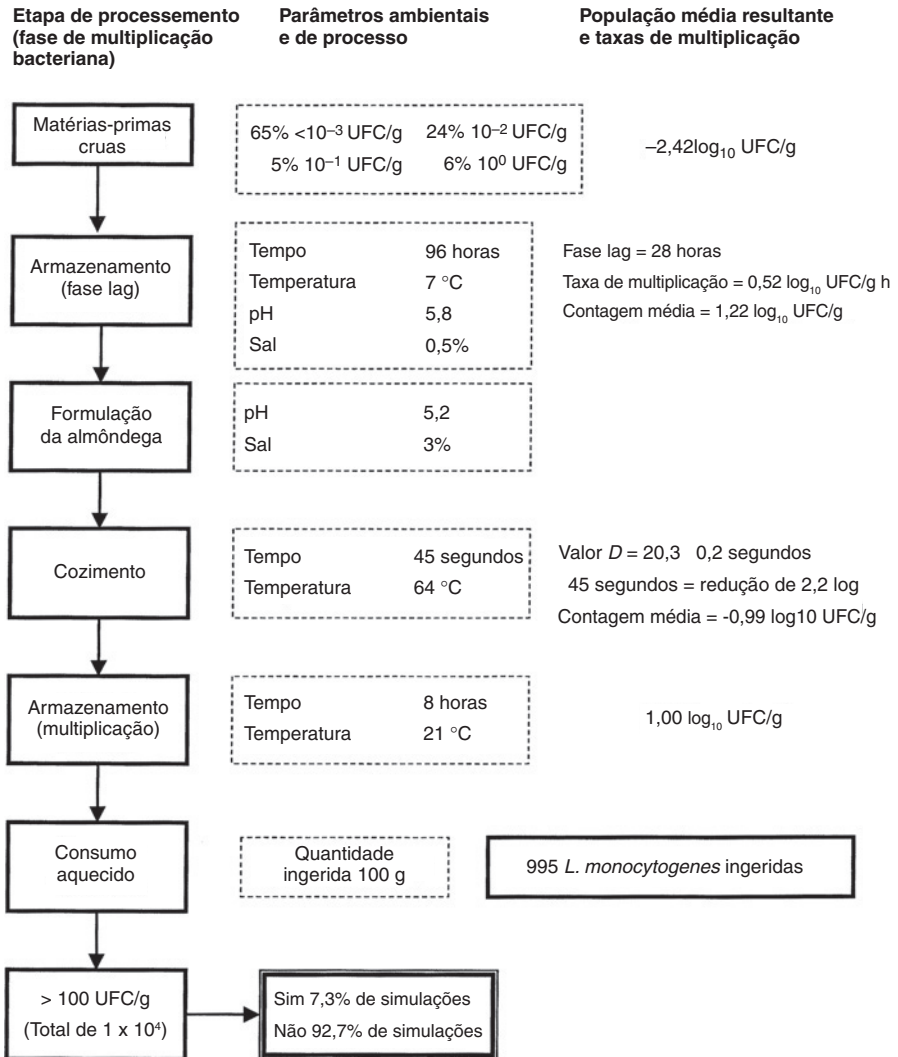 Etapa de processemento
(fase de multiplicação
bacteriana)
Parâmetros ambientais
e de processo
População média resultante
e taxas de multiplicação
Matérias-primas
cruas
65% <10⁻³ UFC/g 24% 10⁻² UFC/g
5% 10⁻¹ UFC/g 6% 10⁰ UFC/g
–2,42log₁₀ UFC/g
Armazenamento
(fase lag)
Tempo 96 horas
Temperatura 7 °C
pH 5,8
Sal 0,5%
Fase lag = 28 horas
Taxa de multiplicação = 0,52 log₁₀ UFC/g h
Contagem média = 1,22 log₁₀ UFC/g
Formulação
da almôndega
pH 5,2
Sal 3%
Cozimento
Tempo 45 segundos
Temperatura 64 °C
Valor D = 20,3 0,2 segundos
45 segundos = redução de 2,2 log
Contagem média = -0,99 log10 UFC/g
Armazenamento
(multiplicação)
Tempo 8 horas
Temperatura 21 °C
1,00 log₁₀ UFC/g
Consumo
aquecido
Quantidade
ingerida 100 g
995 L. monocytogenes ingeridas
> 100 UFC/g
(Total de 1 x 10⁴)
Sim 7,3% de simulações
Não 92,7% de simulações